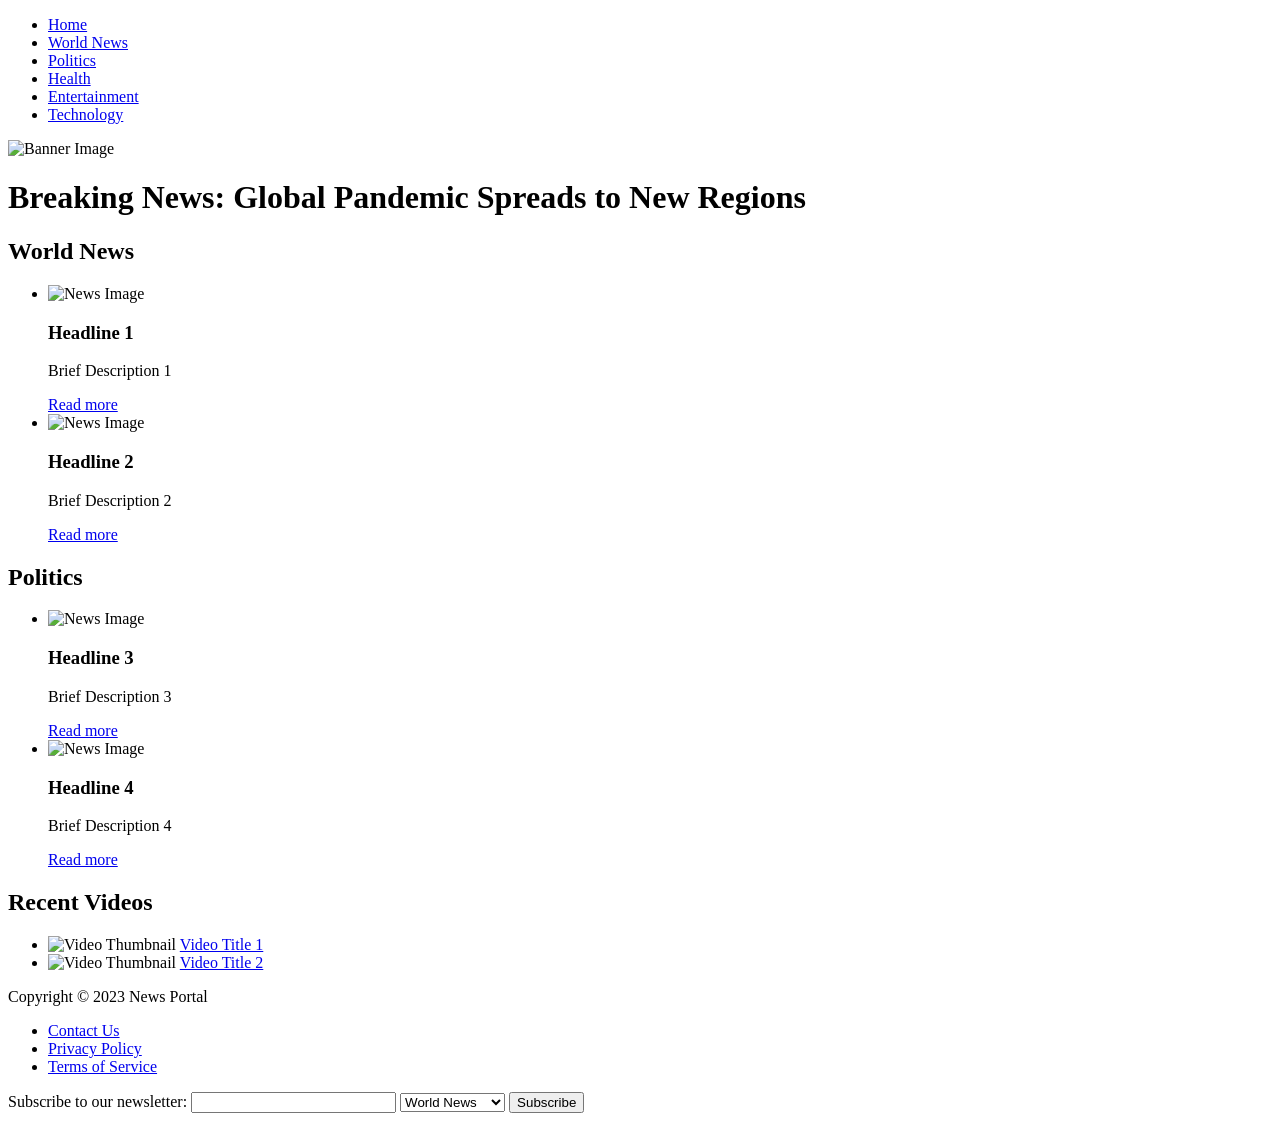 Home
World News
Politics
Health
Entertainment
Technology
Banner Image
Breaking News: Global Pandemic Spreads to New Regions
World News
News Image
Headline 1
Brief Description 1
Read more
News Image
Headline 2
Brief Description 2
Read more
Politics
News Image
Headline 3
Brief Description 3
Read more
News Image
Headline 4
Brief Description 4
Read more
Recent Videos
Video Thumbnail Video Title 1
Video Thumbnail Video Title 2
Copyright © 2023 News Portal
Contact Us
Privacy Policy
Terms of Service
Subscribe to our newsletter: World News Subscribe